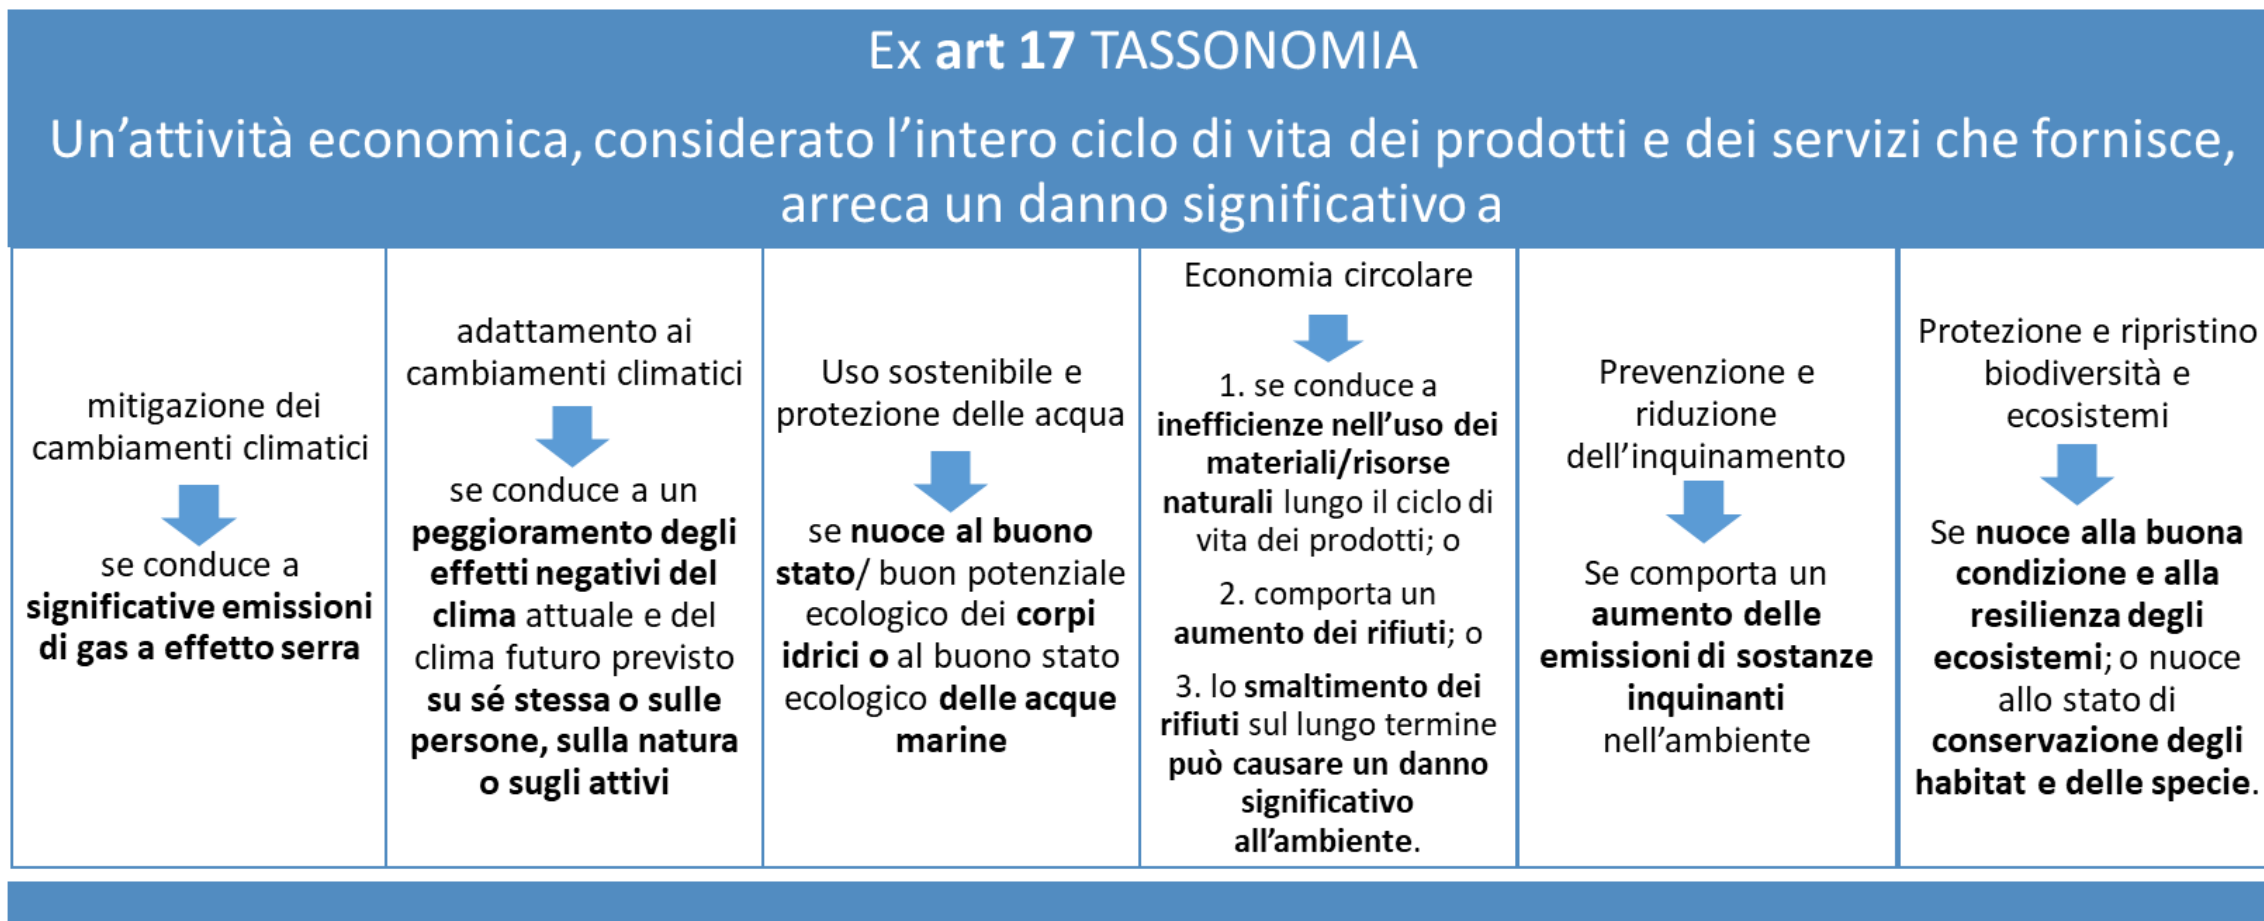 Ex art 17 TASSONOMIA
Un’attività economica, considerato l’intero ciclo di vita dei prodotti e dei servizi che fornisce,
arreca un danno significativo a
mitigazione dei
cambiamenti climatici
se conduce a
significative emissioni
di gas a effetto serra
adattamento ai
cambiamenti climatici
se conduce a un
peggioramento degli
effetti negativi del
clima attuale e del
clima futuro previsto
su sé stessa o sulle
persone, sulla natura
o sugli attivi
Uso sostenibile e
protezione delle acqua
se nuoce al buono
stato/ buon potenziale
ecologico dei corpi
idrici o al buono stato
ecologico delle acque
marine
Economia circolare
1. se conduce a
inefficienze nell’uso dei
materiali/risorse
naturali lungo il ciclo di
vita dei prodotti; o
2. comporta un
aumento dei rifiuti; o
3. lo smaltimento dei
rifiuti sul lungo termine
può causare un danno
significativo
all’ambiente.
Prevenzione e
riduzione
dell’inquinamento
Se comporta un
aumento delle
emissioni di sostanze
inquinanti
nell’ambiente
Protezione e ripristino
biodiversità e
ecosistemi
Se nuoce alla buona
condizione e alla
resilienza degli
ecosistemi; o nuoce
allo stato di
conservazione degli
habitat e delle specie.